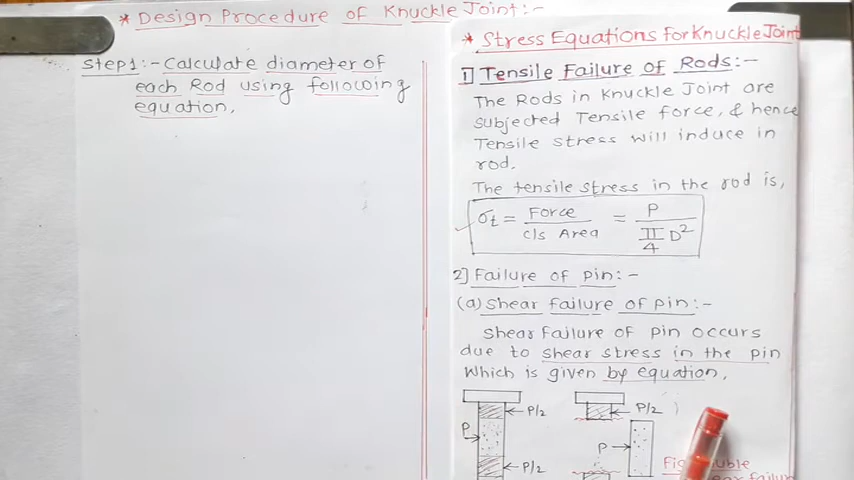 * Design Procedure of Knuckle Joint:-
Step1:- Calculate diameter of
each Rod using following
equation.
* Stress Equations for Knuckle Joint
1] Tensile Failure of Rods:-
The Rods in Knuckle Joint are
subjected Tensile force, & hence
Tensile stress will induce in
rod.
The tensile stress in the rod is,
σt = Force / c/s Area = P / π/4 D²
2] Failure of pin:-
(a) Shear failure of pin:-
Shear Failure of pin occurs
due to shear stress in the pin
which is given by equation,
P/2 P/2
P P
P/2